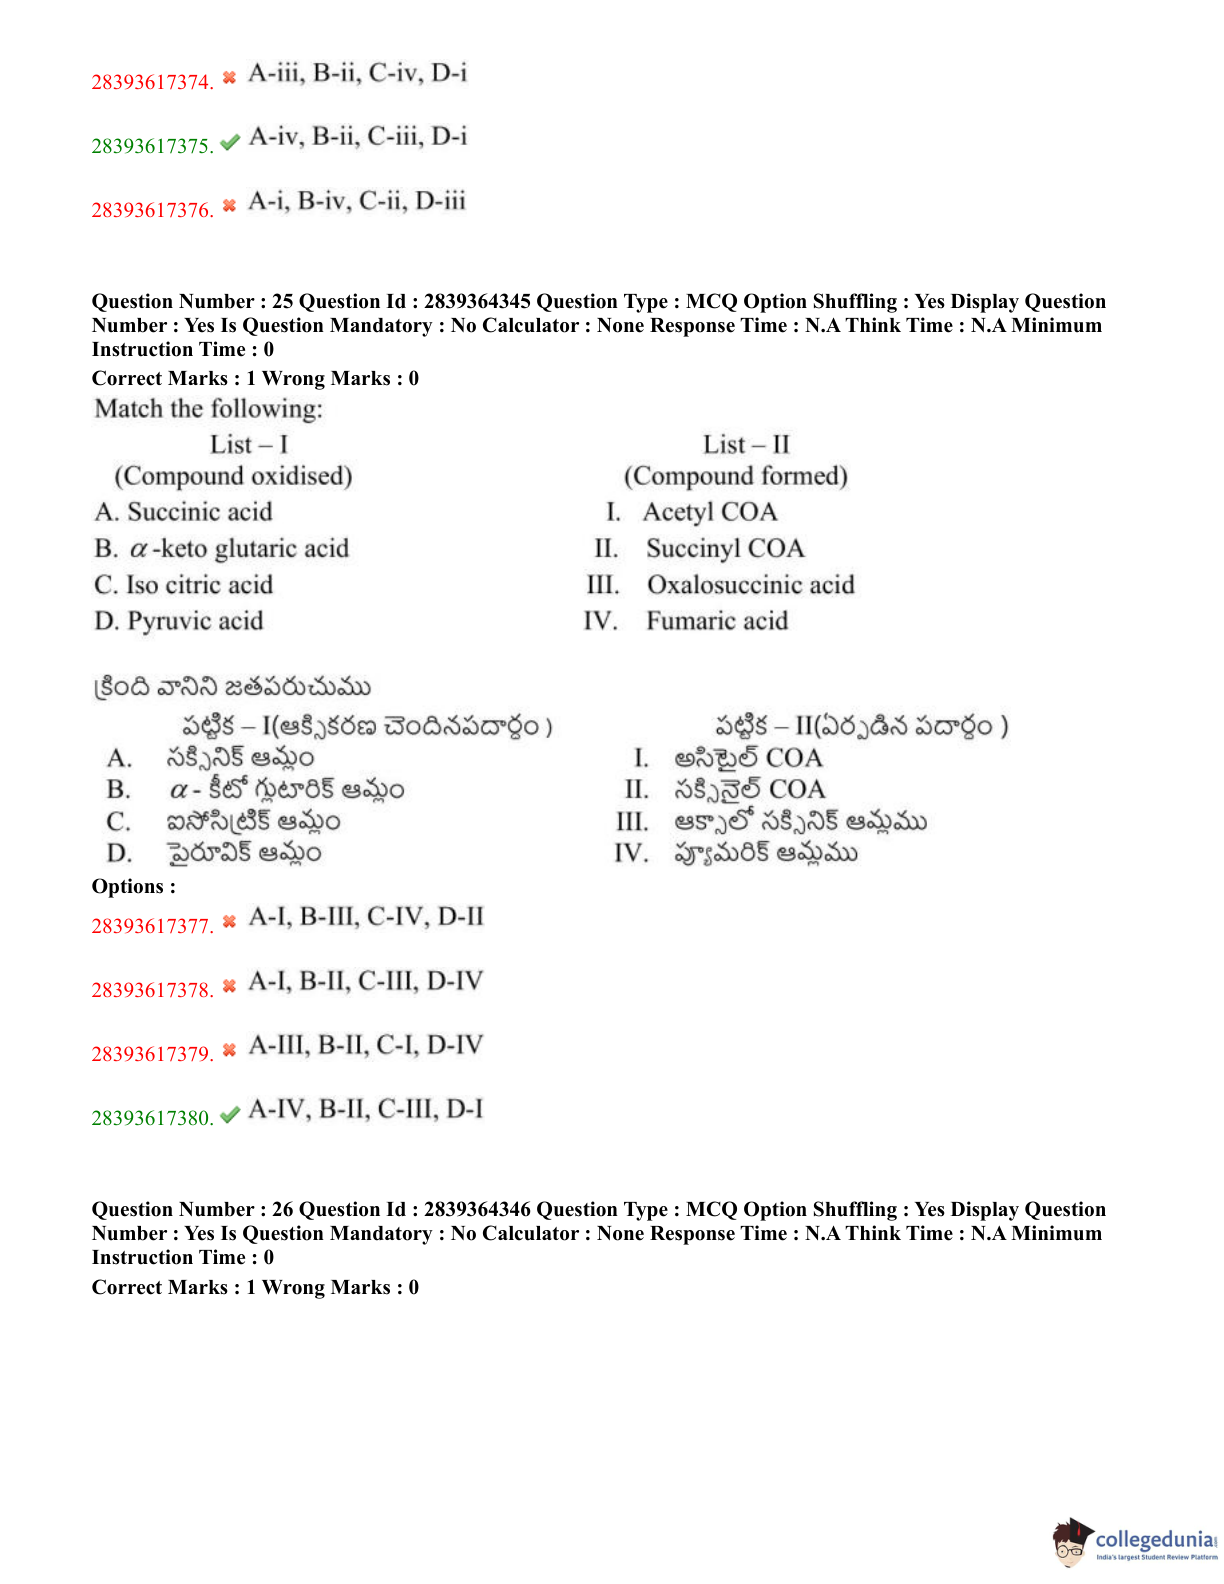 28393617374. A-iii, B-ii, C-iv, D-i
28393617375. A-iv, B-ii, C-iii, D-i
28393617376. A-i, B-iv, C-ii, D-iii
Question Number : 25 Question Id : 2839364345 Question Type : MCQ Option Shuffling : Yes Display Question
Number : Yes Is Question Mandatory : No Calculator : None Response Time : N.A Think Time : N.A Minimum
Instruction Time : 0
Correct Marks : 1 Wrong Marks : 0
Match the following:
List – I List – II
(Compound oxidised) (Compound formed)
A. Succinic acid I. Acetyl COA
B. α -keto glutaric acid II. Succinyl COA
C. Iso citric acid III. Oxalosuccinic acid
D. Pyruvic acid IV. Fumaric acid
క్రింది వానిని జతపరుచుము
పట్టిక – I(ఆక్సికరణ చెందినపదార్థం ) పట్టిక – II(ఏర్పడిన పదార్థం )
A. సక్సినిక్ ఆమ్లం I. అసిటైల్ COA
B. α - కీటో గ్లుటారిక్ ఆమ్లం II. సక్సినైల్ COA
C. ఐసోసిట్రిక్ ఆమ్లం III. ఆక్సాలో సక్సినిక్ ఆమ్లము
D. పైరూవిక్ ఆమ్లం IV. ఫ్యూమరిక్ ఆమ్లము
Options :
28393617377. A-I, B-III, C-IV, D-II
28393617378. A-I, B-II, C-III, D-IV
28393617379. A-III, B-II, C-I, D-IV
28393617380. A-IV, B-II, C-III, D-I
Question Number : 26 Question Id : 2839364346 Question Type : MCQ Option Shuffling : Yes Display Question
Number : Yes Is Question Mandatory : No Calculator : None Response Time : N.A Think Time : N.A Minimum
Instruction Time : 0
Correct Marks : 1 Wrong Marks : 0
collegedunia
India's largest Student Review Platform